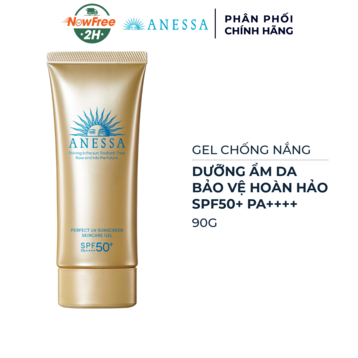 NowFree
2H
ANESSA
PHÂN PHỐI
CHÍNH HÃNG
ANESSA
PERFECT UV SUNSCREEN
SKINCARE GEL
SPF50+
PA++++
GEL CHỐNG NẮNG
DƯỠNG ẨM DA
BẢO VỆ HOÀN HẢO
SPF50+ PA++++
90G